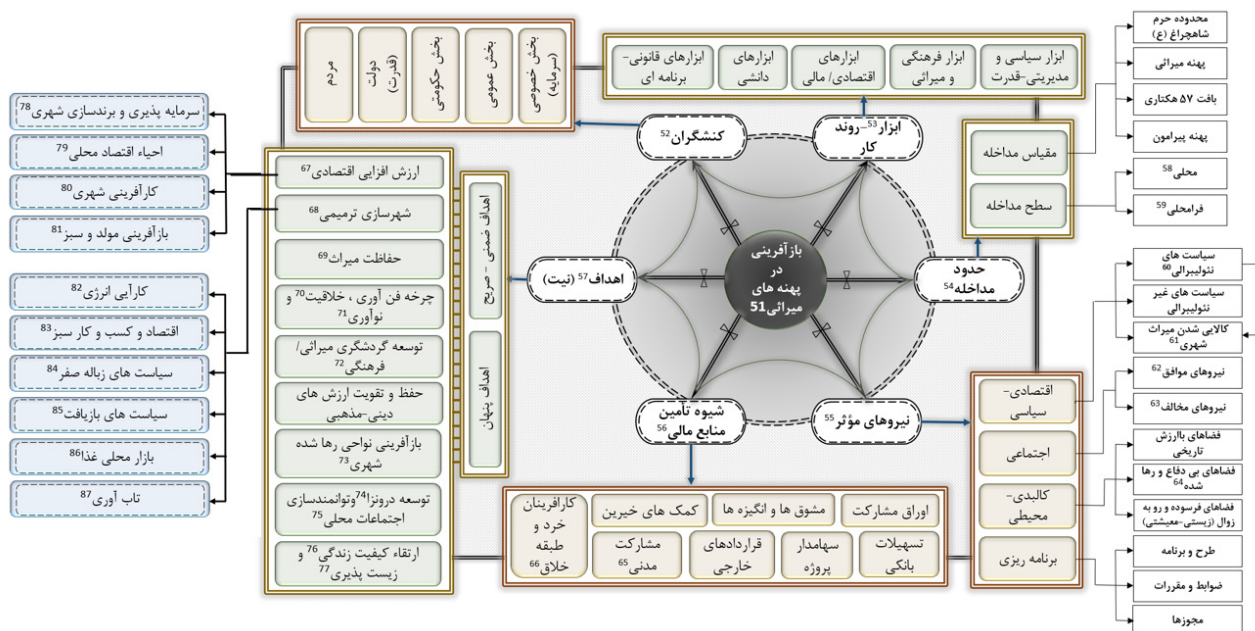 محدوده حرم
شاهچراغ (ع)
پهنه میراثی
بافت ۵۷ هکتاری
پهنه پیرامون
محلی⁵⁸
فرامحلی⁵⁹
سیاست های
نئولیبرالی⁶⁰
سیاست های غیر
نئولیبرالی
کالایی شدن میراث
شهری⁶¹
نیروهای موافق⁶²
نیروهای مخالف⁶³
فضاهای باارزش
تاریخی
فضاهای بی دفاع و رها
شده⁶⁴
فضاهای فرسوده و رو به
زوال (زیستی-معیشتی)
طرح و برنامه
ضوابط و مقررات
مجوزها
مقیاس مداخله
سطح مداخله
اقتصادی-
سیاسی
اجتماعی
کالبدی-
محیطی
برنامه ریزی
ابزار سیاسی و
مدیریتی-قدرت
ابزار فرهنگی
و میراثی
ابزارهای
اقتصادی/ مالی
ابزارهای
دانشی
ابزارهای قانونی-
برنامه ای
بخش خصوصی
(سرمایه)
بخش عمومی
بخش حکومتی
دولت
(قدرت)
مردم
ابزار⁵³-روند
کار
کنشگران⁵²
حدود
مداخله⁵⁴
بازآفرینی
در
پهنه های
میراثی51
اهداف⁵⁷ (نیت)
نیروهای مؤثر⁵⁵
شیوه تأمین
منابع مالی⁵⁶
اهداف ضمنی - صریح
اهداف پنهان
اوراق مشارکت
مشوق ها و انگیزه ها
کمک های خیرین
کارآفرینان
خرد و
طبقه
خلاق⁶⁶
تسهیلات
بانکی
سهامدار
پروژه
قراردادهای
خارجی
مشارکت
مدنی⁶⁵
ارزش افزایی اقتصادی⁶⁷
شهرسازی ترمیمی⁶⁸
حفاظت میراث⁶⁹
چرخه فن آوری ، خلاقیت⁷⁰ و
نوآوری⁷¹
توسعه گردشگری میراثی/
فرهنگی⁷²
حفظ و تقویت ارزش های
دینی-مذهبی
بازآفرینی نواحی رها شده
شهری⁷³
توسعه درونزا⁷⁴وتوانمندسازی
اجتماعات محلی⁷⁵
ارتقاء کیفیت زندگی⁷⁶ و
زیست پذیری⁷⁷
سرمایه پذیری و برندسازی شهری⁷⁸
احیاء اقتصاد محلی⁷⁹
کارآفرینی شهری⁸⁰
بازآفرینی مولد و سبز⁸¹
کارآیی انرژی⁸²
اقتصاد و کسب و کار سبز⁸³
سیاست های زباله صفر⁸⁴
سیاست های بازیافت⁸⁵
بازار محلی غذا⁸⁶
تاب آوری⁸⁷